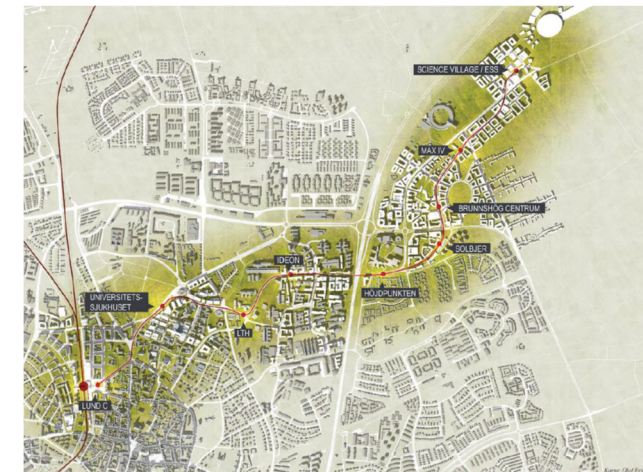 SCIENCE VILLAGE / ESS
MAX IV
BRUNNSHÖG CENTRUM
SOLBJER
IDEON
HÖJDPUNKTEN
UNIVERSITETS-
SJUKHUSET
LTH
LUND C